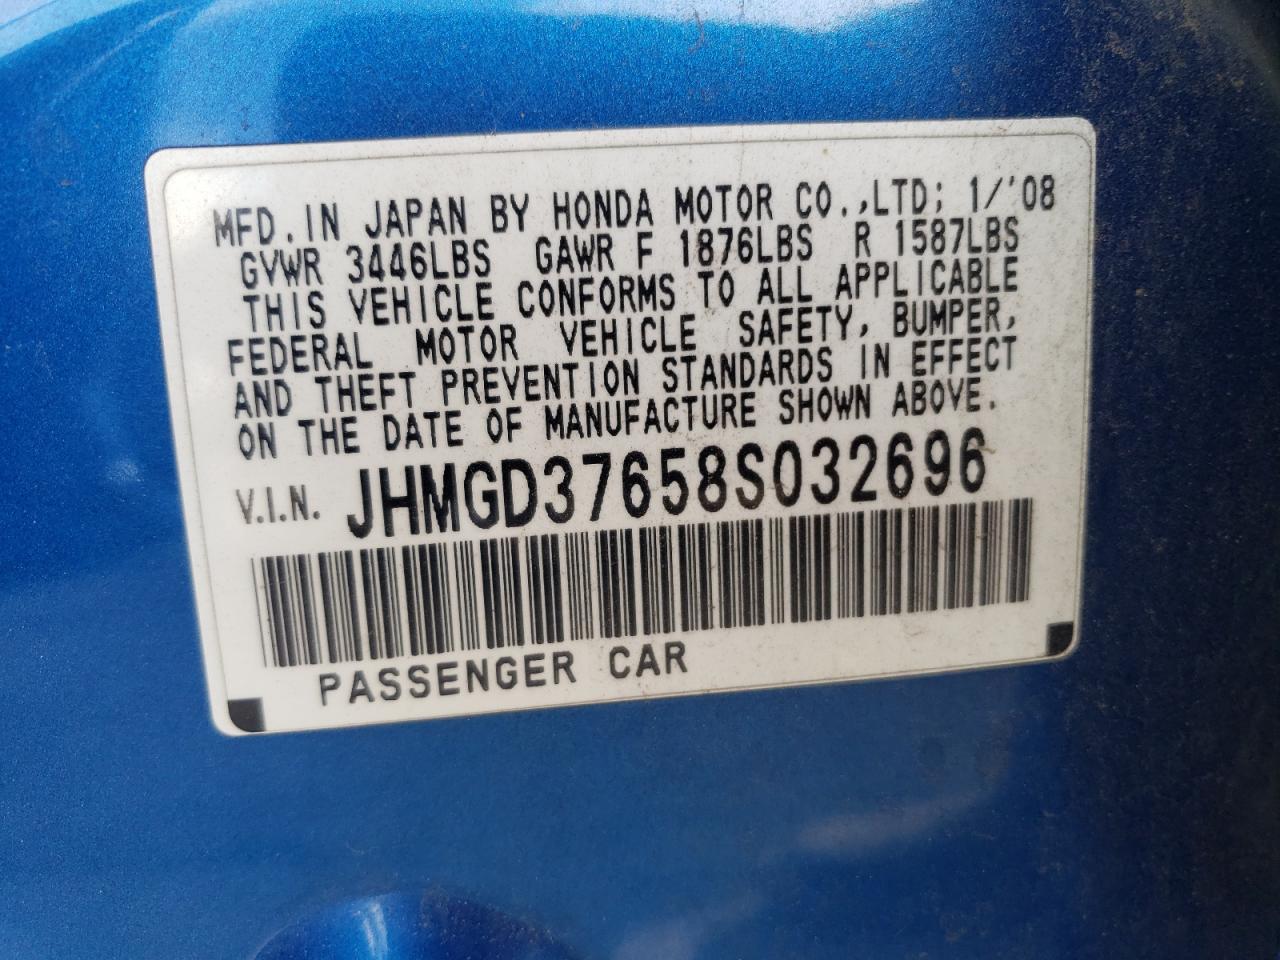 MFD. IN JAPAN BY HONDA MOTOR CO.,LTD; 1/'08
GVWR 3446LBS GAWR F 1876LBS R 1587LBS
THIS VEHICLE CONFORMS TO ALL APPLICABLE
FEDERAL MOTOR VEHICLE SAFETY, BUMPER,
AND THEFT PREVENTION STANDARDS IN EFFECT
ON THE DATE OF MANUFACTURE SHOWN ABOVE.
V.I.N. JHMGD37658S032696
PASSENGER CAR